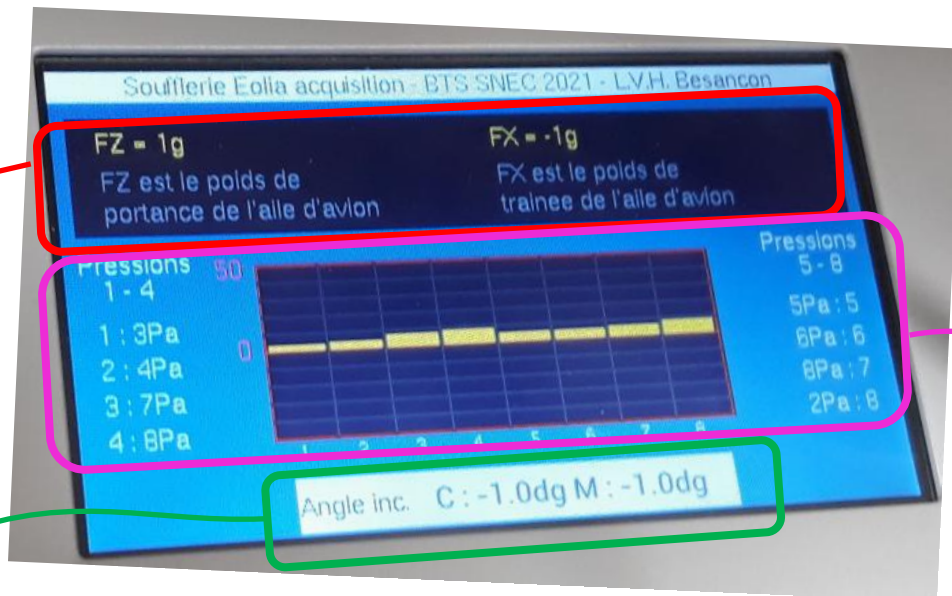 Soufflerie Eolia acquisition - BTS SNEC 2021 - L.V.H. Besancon
FZ = 1g
FZ est le poids de
portance de l'aile d'avion
FX = -1g
FX est le poids de
trainee de l'aile d'avion
Pressions
1 - 4
1 : 3Pa
2 : 4Pa
3 : 7Pa
4 : 8Pa
50
0
1 2 3 4 5 6 7 8
Pressions
5 - 8
5Pa : 5
6Pa : 6
8Pa : 7
2Pa : 8
Angle inc. C : -1.0dg M : -1.0dg